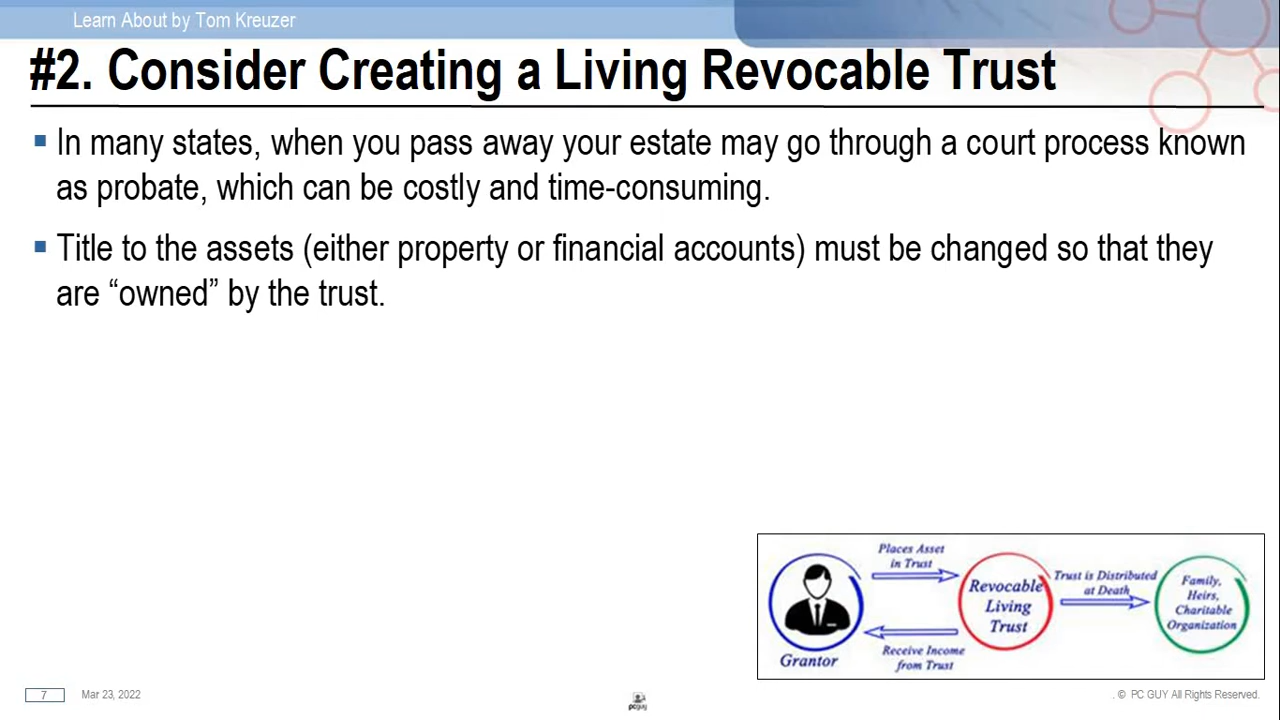 Learn About by Tom Kreuzer
#2. Consider Creating a Living Revocable Trust
In many states, when you pass away your estate may go through a court process known
as probate, which can be costly and time-consuming.
Title to the assets (either property or financial accounts) must be changed so that they
are “owned” by the trust.
Places Asset
in Trust
Receive Income
from Trust
Grantor
Revocable
Living
Trust
Trust is Distributed
at Death
Family,
Heirs,
Charitable
Organization
7
Mar 23, 2022
pcguy
. © PC GUY All Rights Reserved.